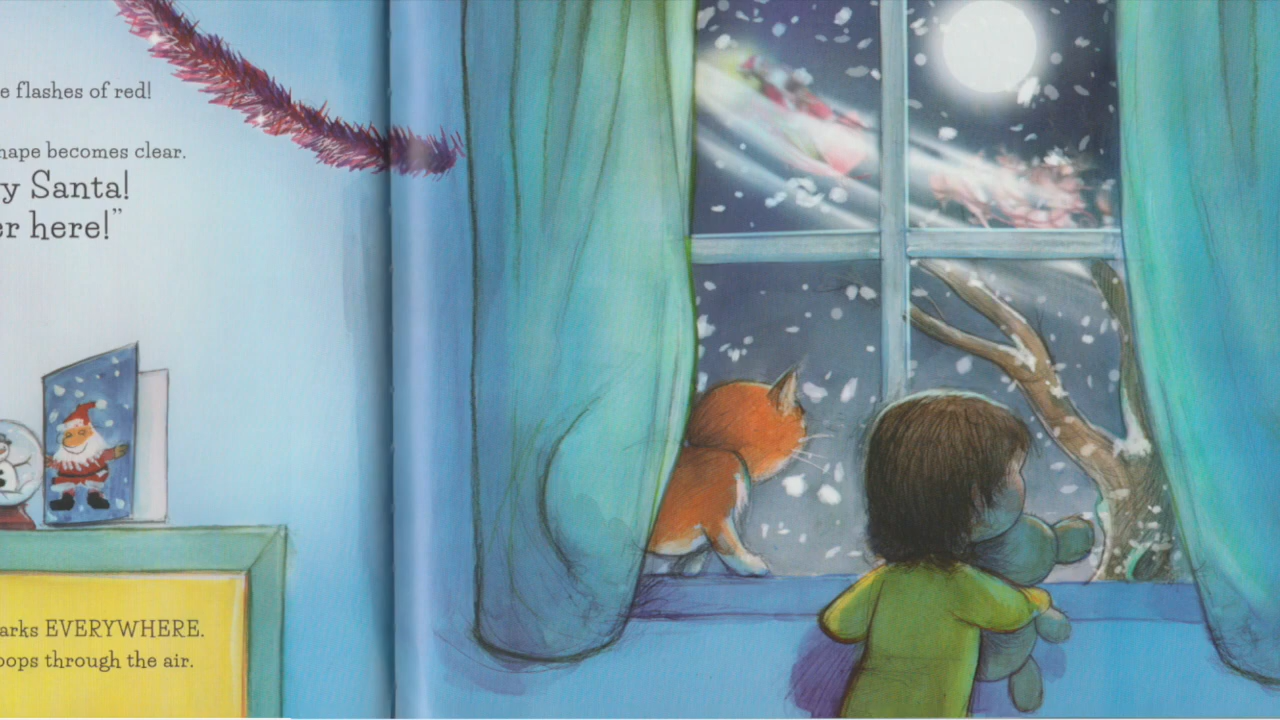 e flashes of red!
hape becomes clear.
y Santa!
er here!”
arks EVERYWHERE.
oops through the air.